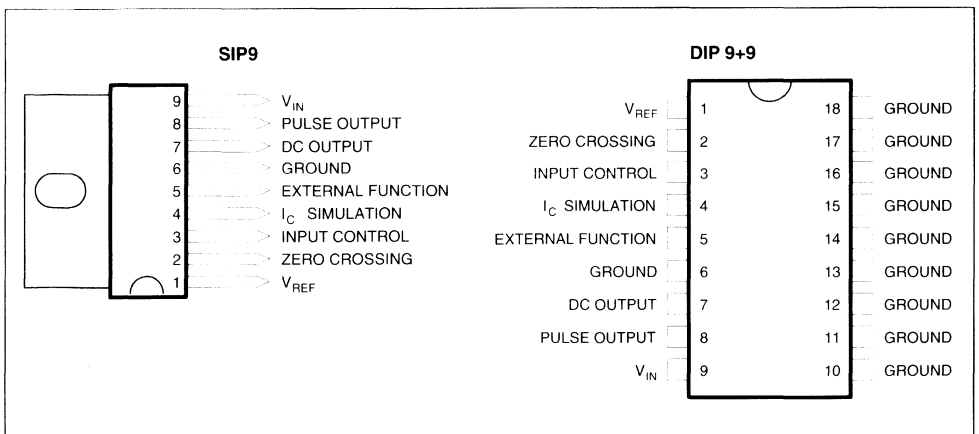 SIP9
9 V_IN
8 PULSE OUTPUT
7 DC OUTPUT
6 GROUND
5 EXTERNAL FUNCTION
4 I_C SIMULATION
3 INPUT CONTROL
2 ZERO CROSSING
1 V_REF
DIP 9+9
V_REF 1 18 GROUND
ZERO CROSSING 2 17 GROUND
INPUT CONTROL 3 16 GROUND
I_C SIMULATION 4 15 GROUND
EXTERNAL FUNCTION 5 14 GROUND
GROUND 6 13 GROUND
DC OUTPUT 7 12 GROUND
PULSE OUTPUT 8 11 GROUND
V_IN 9 10 GROUND